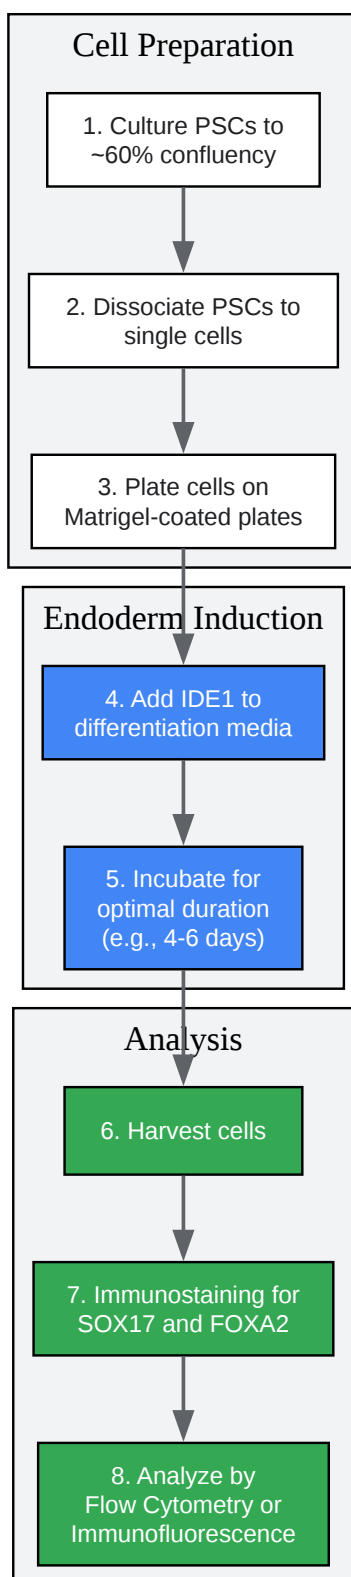 Cell Preparation
1. Culture PSCs to
~60% confluency
2. Dissociate PSCs to
single cells
3. Plate cells on
Matrigel-coated plates
Endoderm Induction
4. Add IDE1 to
differentiation media
5. Incubate for
optimal duration
(e.g., 4-6 days)
Analysis
6. Harvest cells
7. Immunostaining for
SOX17 and FOXA2
8. Analyze by
Flow Cytometry or
Immunofluorescence